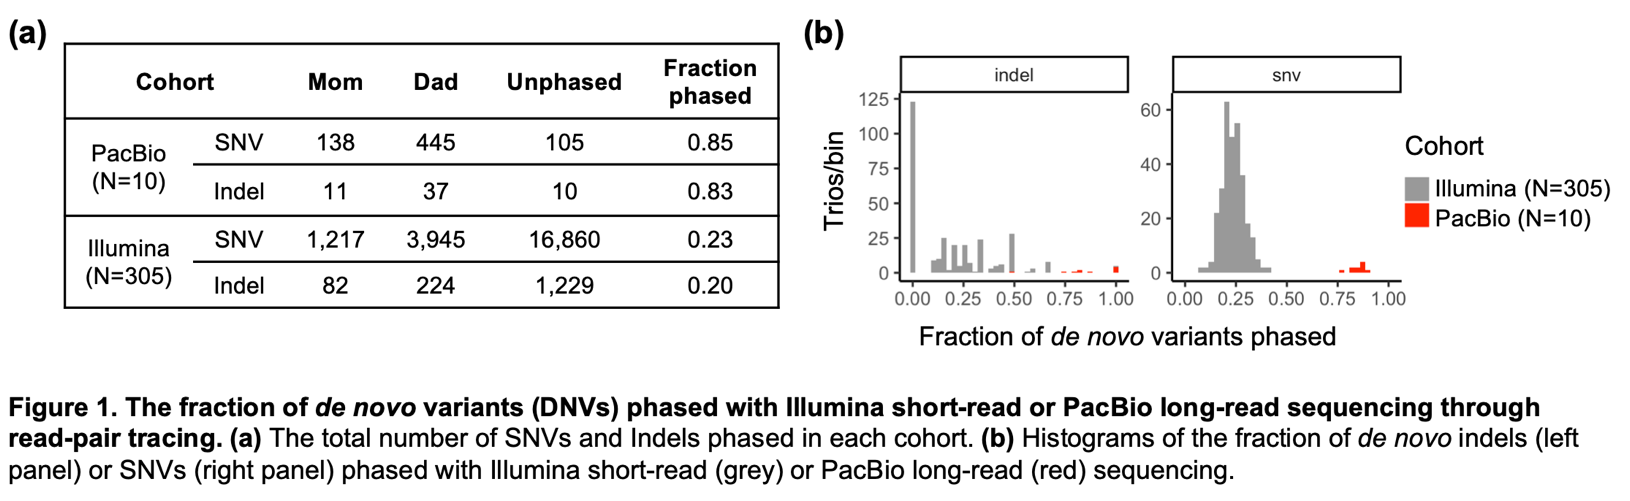 (a)
Cohort Mom Dad Unphased Fraction phased
PacBio (N=10)
SNV 138 445 105 0.85
Indel 11 37 10 0.83
Illumina (N=305)
SNV 1,217 3,945 16,860 0.23
Indel 82 224 1,229 0.20
(b)
indel
snv
Trios/bin
125
100
75
50
25
0
60
40
20
0
0.00 0.25 0.50 0.75 1.00
0.00 0.25 0.50 0.75 1.00
Fraction of de novo variants phased
Cohort
Illumina (N=305)
PacBio (N=10)
Figure 1. The fraction of de novo variants (DNVs) phased with Illumina short-read or PacBio long-read sequencing through
read-pair tracing. (a) The total number of SNVs and Indels phased in each cohort. (b) Histograms of the fraction of de novo indels (left
panel) or SNVs (right panel) phased with Illumina short-read (grey) or PacBio long-read (red) sequencing.